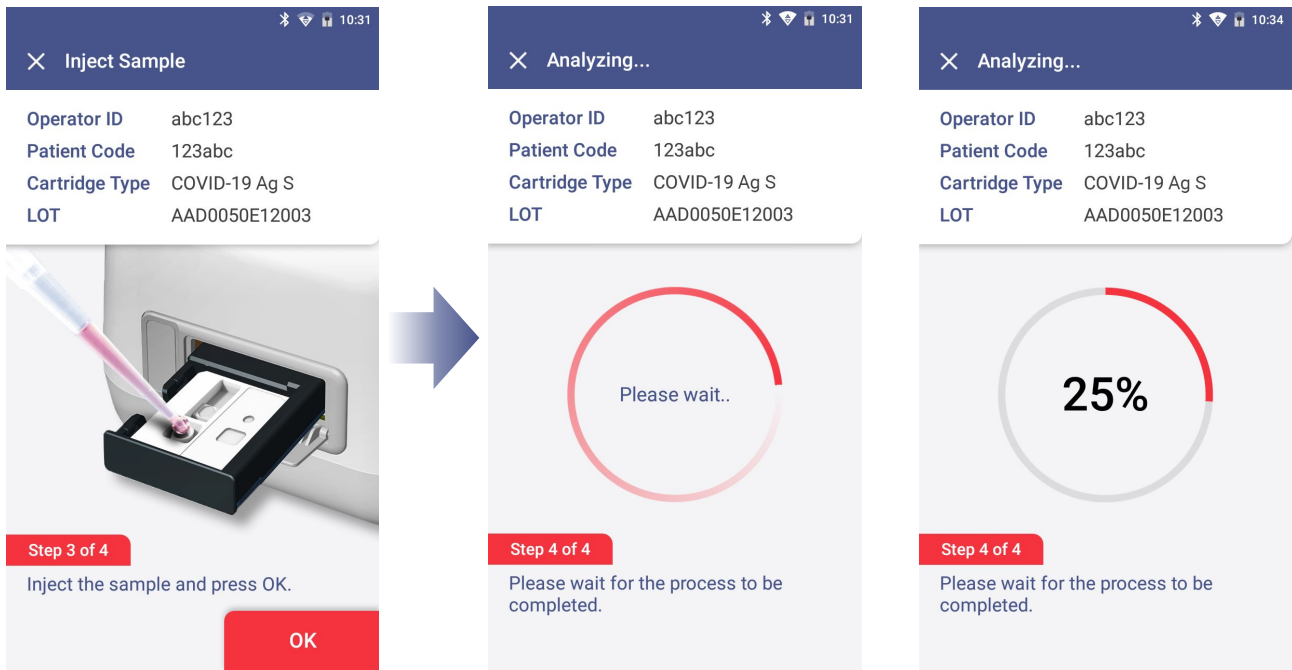 10:31
Inject Sample
Operator ID abc123
Patient Code 123abc
Cartridge Type COVID-19 Ag S
LOT AAD0050E12003
Step 3 of 4
Inject the sample and press OK.
OK
10:31
Analyzing...
Operator ID abc123
Patient Code 123abc
Cartridge Type COVID-19 Ag S
LOT AAD0050E12003
Please wait..
Step 4 of 4
Please wait for the process to be
completed.
10:34
Analyzing...
Operator ID abc123
Patient Code 123abc
Cartridge Type COVID-19 Ag S
LOT AAD0050E12003
25%
Step 4 of 4
Please wait for the process to be
completed.